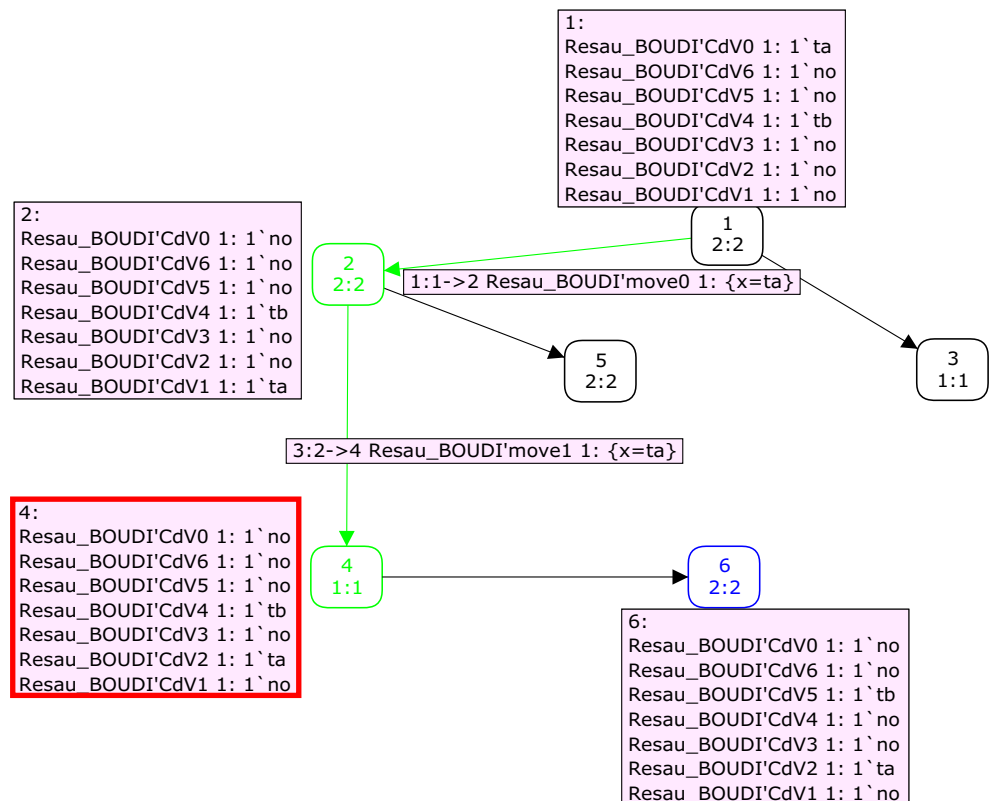 1:
Resau_BOUDI'CdV0 1: 1`ta
Resau_BOUDI'CdV6 1: 1`no
Resau_BOUDI'CdV5 1: 1`no
Resau_BOUDI'CdV4 1: 1`tb
Resau_BOUDI'CdV3 1: 1`no
Resau_BOUDI'CdV2 1: 1`no
Resau_BOUDI'CdV1 1: 1`no
1
2:2
2:
Resau_BOUDI'CdV0 1: 1`no
Resau_BOUDI'CdV6 1: 1`no
Resau_BOUDI'CdV5 1: 1`no
Resau_BOUDI'CdV4 1: 1`tb
Resau_BOUDI'CdV3 1: 1`no
Resau_BOUDI'CdV2 1: 1`no
Resau_BOUDI'CdV1 1: 1`ta
2
2:2
1:1->2 Resau_BOUDI'move0 1: {x=ta}
5
2:2
3
1:1
3:2->4 Resau_BOUDI'move1 1: {x=ta}
4:
Resau_BOUDI'CdV0 1: 1`no
Resau_BOUDI'CdV6 1: 1`no
Resau_BOUDI'CdV5 1: 1`no
Resau_BOUDI'CdV4 1: 1`tb
Resau_BOUDI'CdV3 1: 1`no
Resau_BOUDI'CdV2 1: 1`ta
Resau_BOUDI'CdV1 1: 1`no
4
1:1
6
2:2
6:
Resau_BOUDI'CdV0 1: 1`no
Resau_BOUDI'CdV6 1: 1`no
Resau_BOUDI'CdV5 1: 1`tb
Resau_BOUDI'CdV4 1: 1`no
Resau_BOUDI'CdV3 1: 1`no
Resau_BOUDI'CdV2 1: 1`ta
Resau_BOUDI'CdV1 1: 1`no